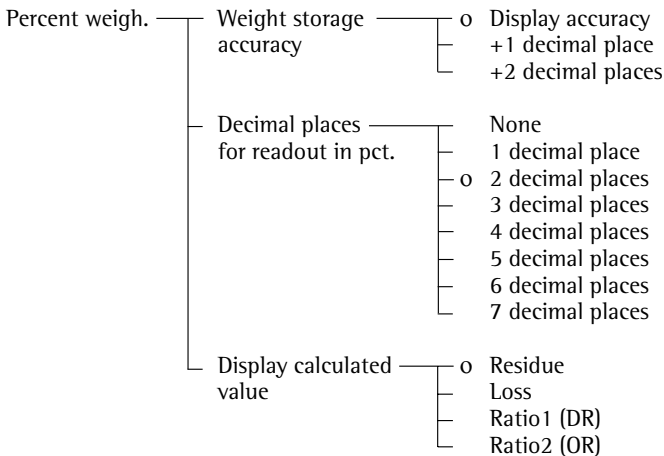 Percent weigh.
Weight storage
accuracy
o Display accuracy
+1 decimal place
+2 decimal places
Decimal places
for readout in pct.
None
1 decimal place
o 2 decimal places
3 decimal places
4 decimal places
5 decimal places
6 decimal places
7 decimal places
Display calculated
value
o Residue
Loss
Ratio1 (DR)
Ratio2 (OR)